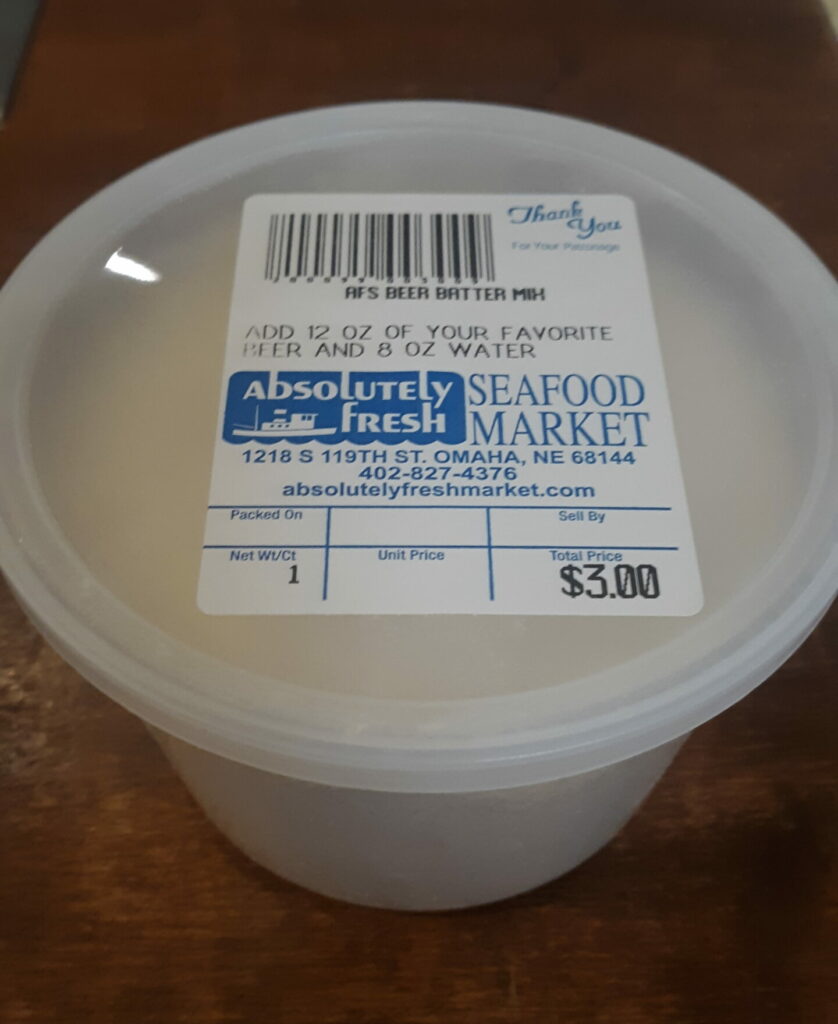 Thank
You
For Your Patronage
AFS BEER BATTER MIX
ADD 12 OZ OF YOUR FAVORITE
BEER AND 8 OZ WATER
AbsoLUTELy
fRESH
SEAFOOD
MARKET
1218 S 119TH ST. OMAHA, NE 68144
402-827-4376
absolutelyfreshmarket.com
Packed On
Sell By
Net Wt/Ct
Unit Price
Total Price
1
$3.00